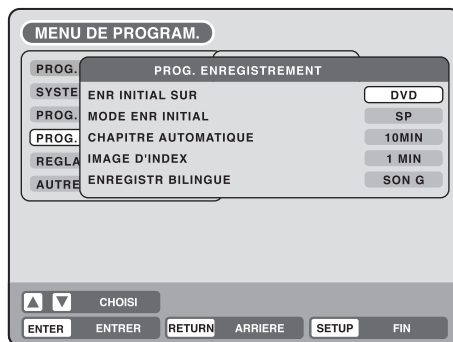 MENU DE PROGRAM.
PROG. ENREGISTREMENT
PROG.
SYSTE
PROG.
PROG.
REGLA
AUTRE
ENR INITIAL SUR DVD
MODE ENR INITIAL SP
CHAPITRE AUTOMATIQUE 10MIN
IMAGE D'INDEX 1 MIN
ENREGISTR BILINGUE SON G
CHOISI
ENTER ENTRER RETURN ARRIERE SETUP FIN